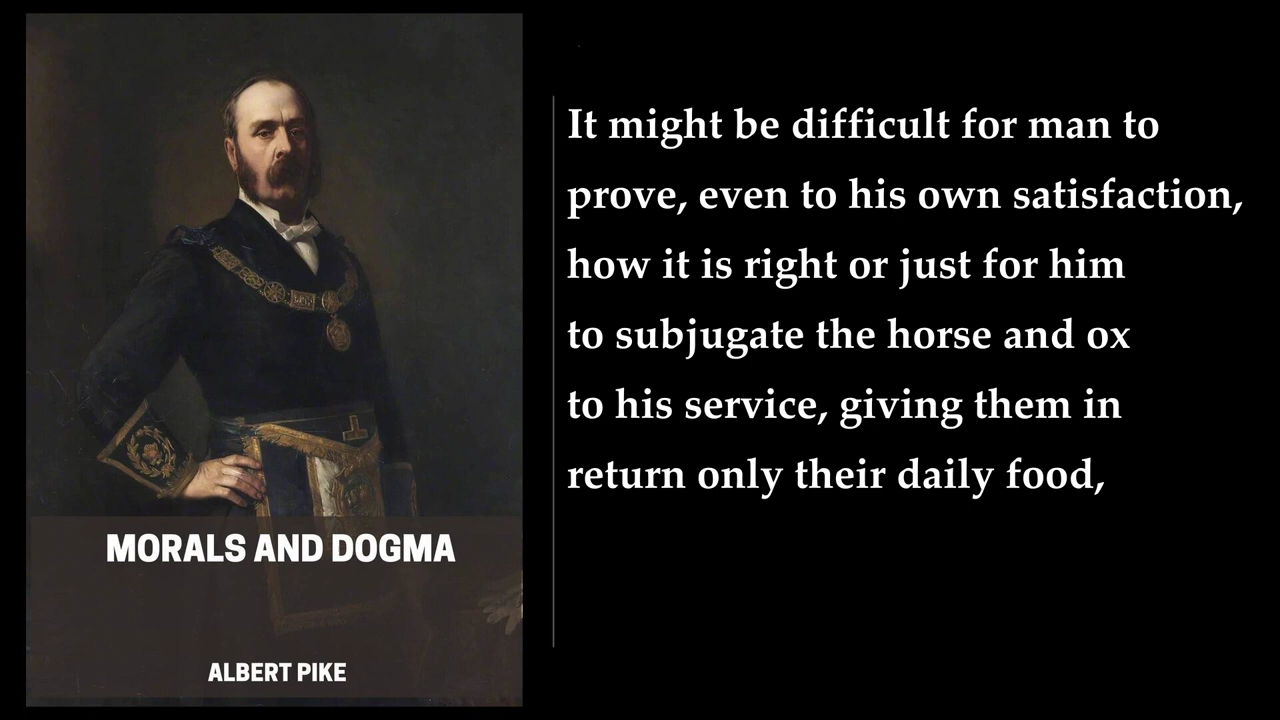 MORALS AND DOGMA
ALBERT PIKE
It might be difficult for man to
prove, even to his own satisfaction,
how it is right or just for him
to subjugate the horse and ox
to his service, giving them in
return only their daily food,